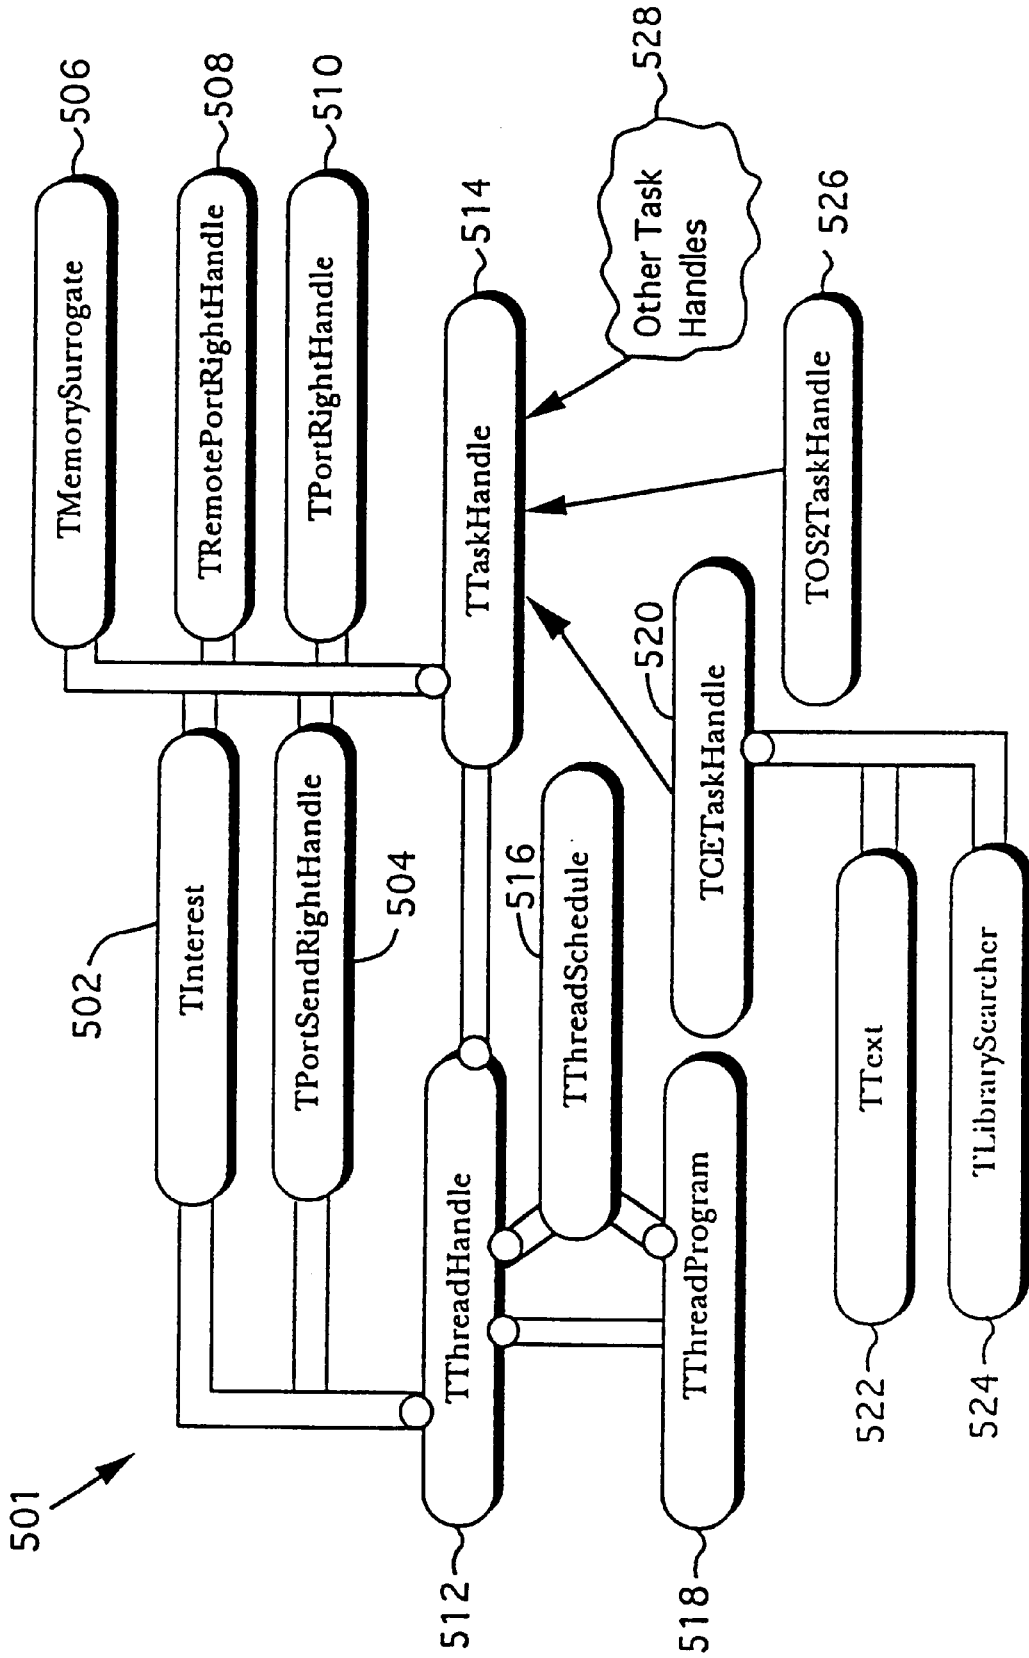 501
502
TInterest
504
TPortSendRightHandle
TMemorySurrogate
506
TRemotePortRightHandle
508
TPortRightHandle
510
512
TThreadHandle
TTaskHandle
514
516
TThreadSchedule
518
TThreadProgram
520
TCETaskHandle
Other Task
Handles
528
TOS2TaskHandle
526
522
TText
524
TLibrarySearcher